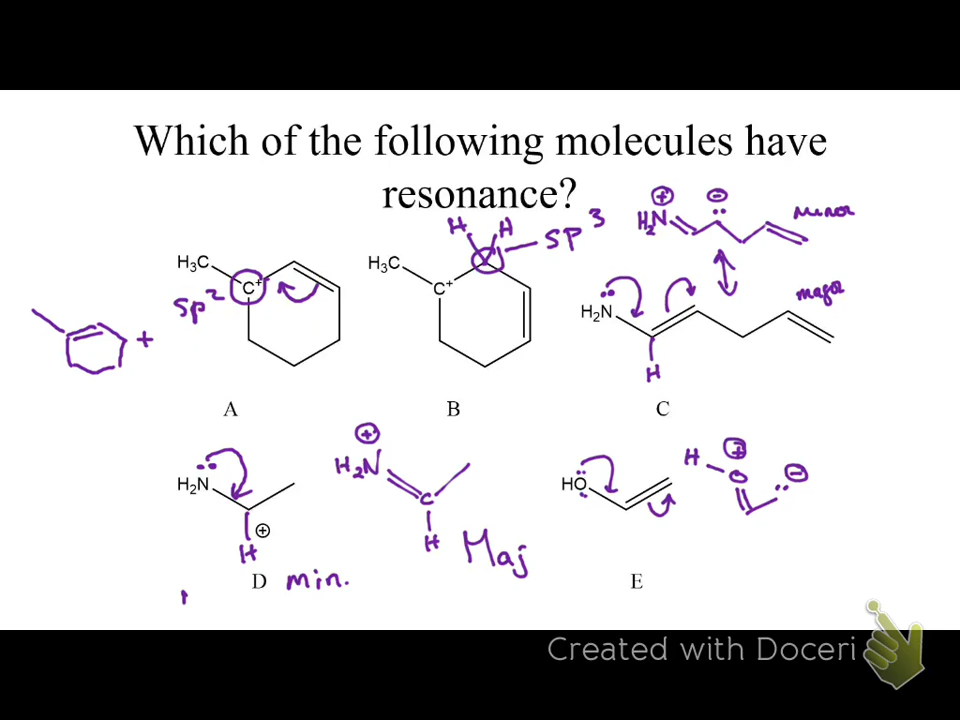 Which of the following molecules have
resonance?
H₂N
minor
H₃C
C⁺
sp²
+
H₃C
C⁺
H H
sp³
H₂N
H
major
A
B
C
H₂N
H
H₂N
C
H
Maj
HO
H
D min.
E
Created with Doceri